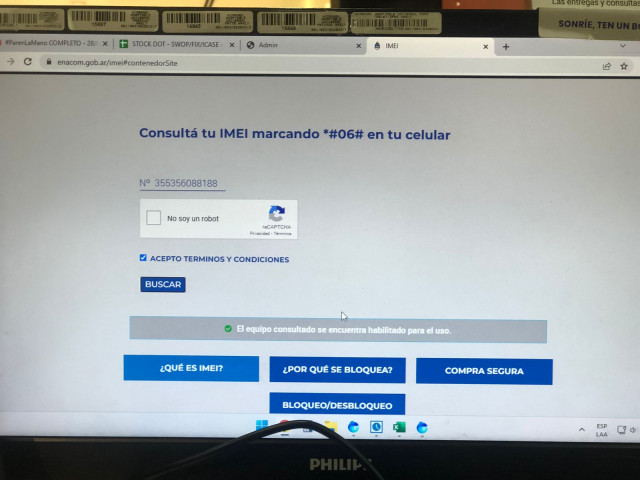 Las entregas y consultas
SONRÍE, TEN UN B
#ParenLaMano COMPLETO - 28/
STOCK DOT - SWOP/FIX/ICASE
Admin
IMEI
enacom.gob.ar/imei#contenedorSite
Consultá tu IMEI marcando *#06# en tu celular
Nº 355356088188
No soy un robot
reCAPTCHA
Privacidad - Términos
ACEPTO TERMINOS Y CONDICIONES
BUSCAR
El equipo consultado se encuentra habilitado para el uso.
¿QUÉ ES IMEI?
¿POR QUÉ SE BLOQUEA?
COMPRA SEGURA
BLOQUEO/DESBLOQUEO
ESP
LAA
PHILIP